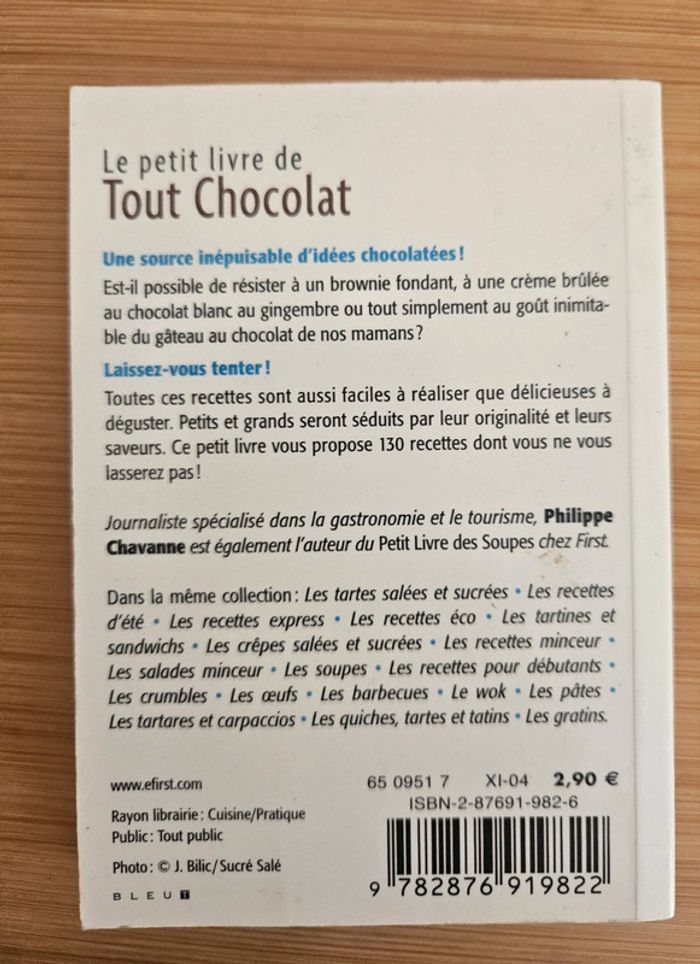 Le petit livre de
Tout Chocolat
Une source inépuisable d'idées chocolatées !
Est-il possible de résister à un brownie fondant, à une crème brûlée
au chocolat blanc au gingembre ou tout simplement au goût inimita-
ble du gâteau au chocolat de nos mamans ?
Laissez-vous tenter !
Toutes ces recettes sont aussi faciles à réaliser que délicieuses à
déguster. Petits et grands seront séduits par leur originalité et leurs
saveurs. Ce petit livre vous propose 130 recettes dont vous ne vous
lasserez pas !
Journaliste spécialisé dans la gastronomie et le tourisme, Philippe
Chavanne est également l'auteur du Petit Livre des Soupes chez First.
Dans la même collection : Les tartes salées et sucrées • Les recettes
d'été • Les recettes express • Les recettes éco • Les tartines et
sandwichs • Les crêpes salées et sucrées • Les recettes minceur •
Les salades minceur • Les soupes • Les recettes pour débutants •
Les crumbles • Les œufs • Les barbecues • Le wok • Les pâtes •
Les tartares et carpaccios • Les quiches, tartes et tatins • Les gratins.
www.efirst.com
Rayon librairie : Cuisine/Pratique
Public : Tout public
Photo : © J. Bilic/Sucré Salé
BLEUT
65 0951 7 XI-04 2,90 €
ISBN-2-87691-982-6
9 782876 919822